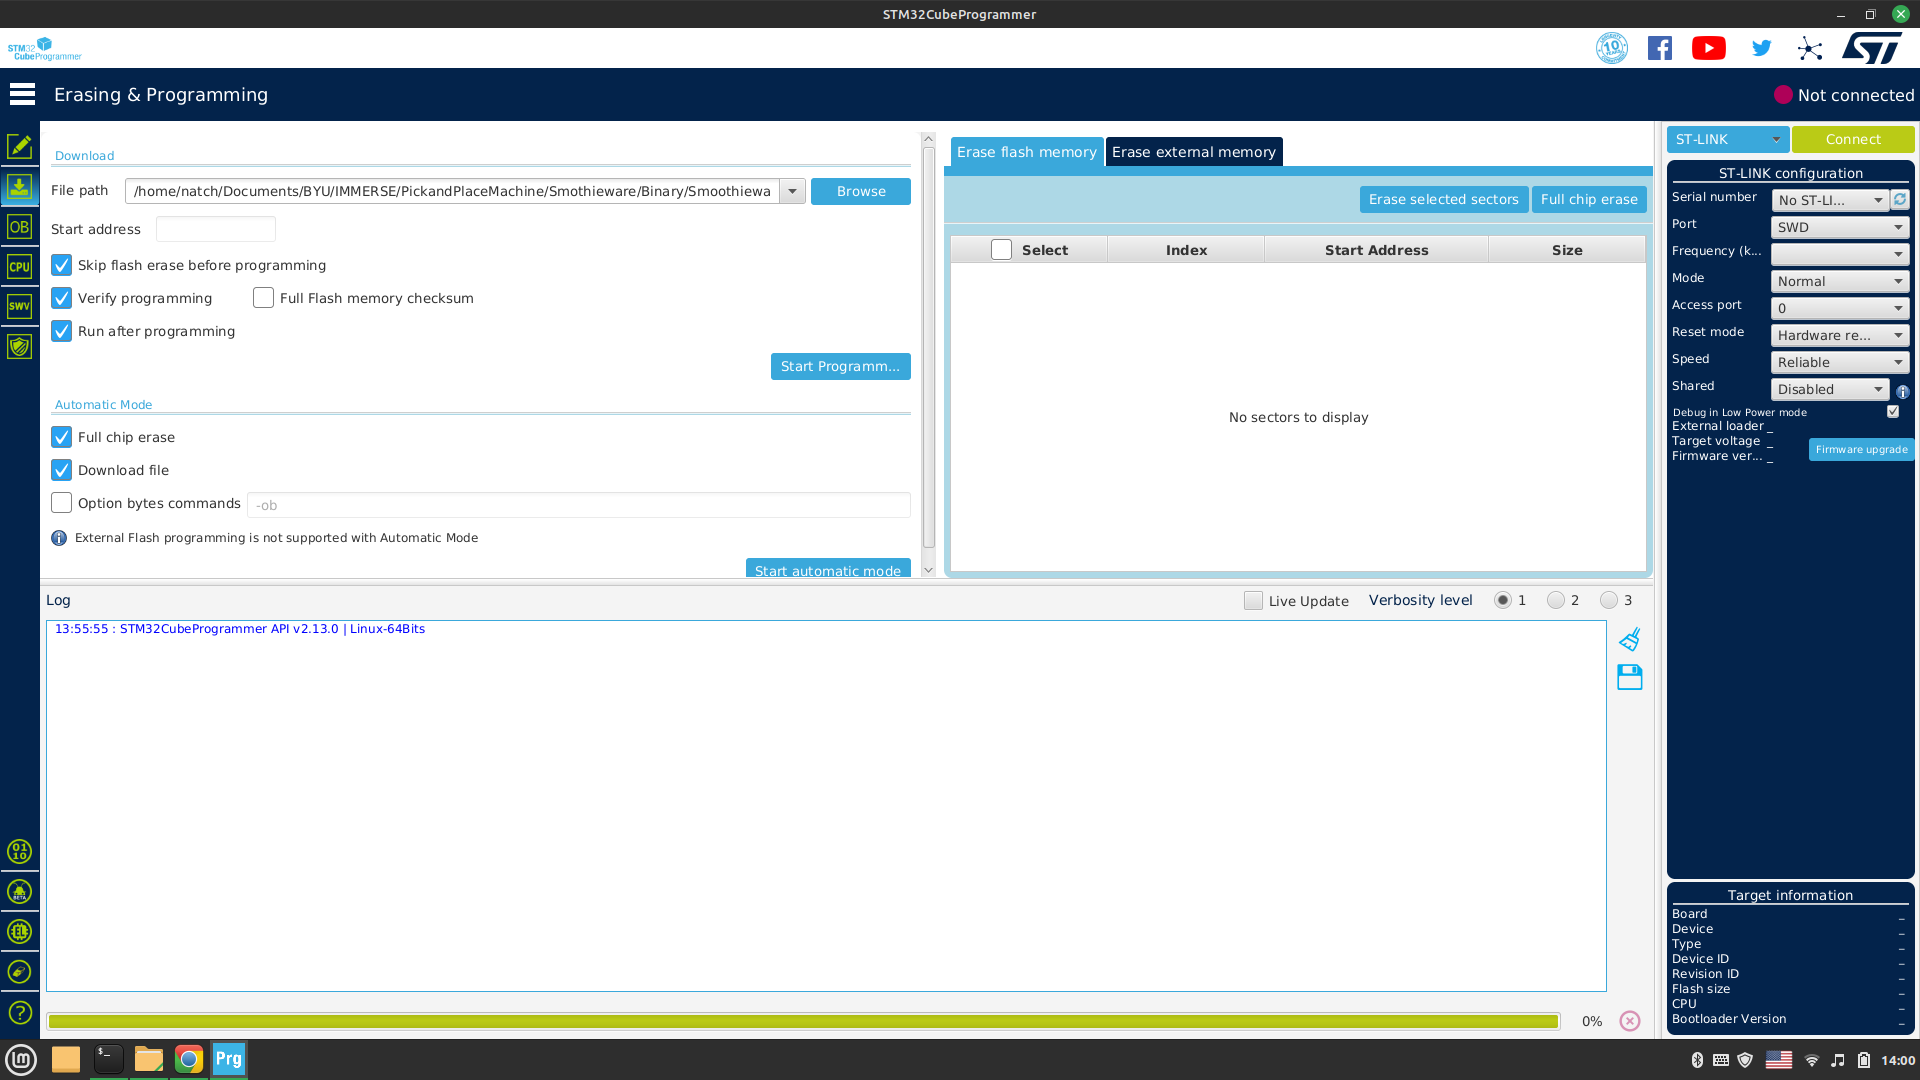 STM32CubeProgrammer
STM32
CubeProgrammer
10
Erasing & Programming
Not connected
Download
File path
/home/natch/Documents/BYU/IMMERSE/PickandPlaceMachine/Smothieware/Binary/Smoothiewa
Browse
Start address
Skip flash erase before programming
Verify programming
Full Flash memory checksum
Run after programming
Start Programm...
Automatic Mode
Full chip erase
Download file
Option bytes commands
-ob
External Flash programming is not supported with Automatic Mode
Start automatic mode
Erase flash memory
Erase external memory
Erase selected sectors
Full chip erase
Select Index Start Address Size
No sectors to display
ST-LINK
Connect
ST-LINK configuration
Serial number No ST-LI...
Port SWD
Frequency (k...
Mode Normal
Access port 0
Reset mode Hardware re...
Speed Reliable
Shared Disabled
Debug in Low Power mode
External loader _
Target voltage _
Firmware ver... _
Firmware upgrade
OB
CPU
SWV
Log
Live Update
Verbosity level 1 2 3
13:55:55 : STM32CubeProgrammer API v2.13.0 | Linux-64Bits
01
10
BETA
EL
?
0%
Target information
Board _
Device _
Type _
Device ID _
Revision ID _
Flash size _
CPU _
Bootloader Version _
Prg
14:00